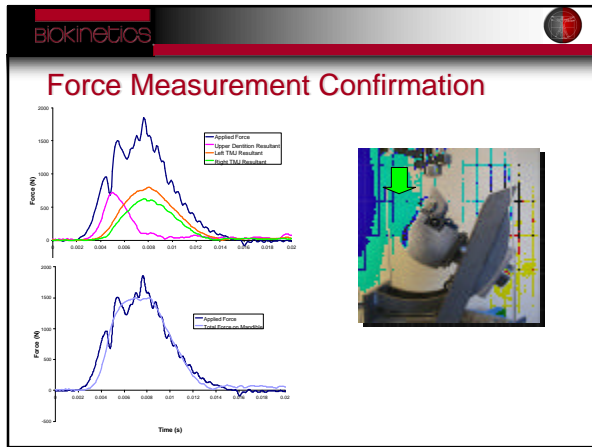 BIOKINETICS
Force Measurement Confirmation
2000
1500
1000
500
0
Force (N)
0 0.002 0.004 0.006 0.008 0.01 0.012 0.014 0.016 0.018 0.02
Applied Force
Upper Dentition Resultant
Left TMJ Resultant
Right TMJ Resultant
2000
1500
1000
500
0
-500
Force (N)
0 0.002 0.004 0.006 0.008 0.01 0.012 0.014 0.016 0.018 0.02
Applied Force
Total Force on Mandible
Time (s)